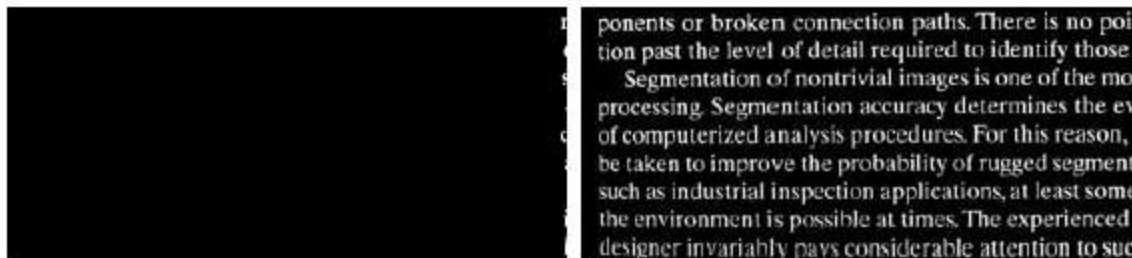 ponents or broken connection paths. There is no poi
tion past the level of detail required to identify those
Segmentation of nontrivial images is one of the mo
processing. Segmentation accuracy determines the ev
of computerized analysis procedures. For this reason,
be taken to improve the probability of rugged segment
such as industrial inspection applications, at least some
the environment is possible at times. The experienced
designer invariably pays considerable attention to suc